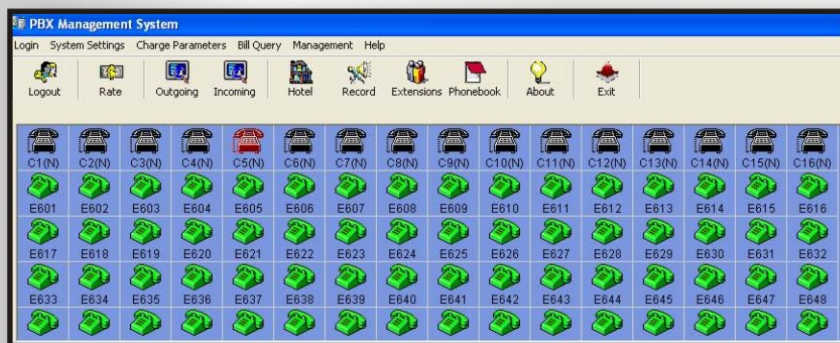 PBX Management System
Login System Settings Charge Parameters Bill Query Management Help
Logout Rate Outgoing Incoming Hotel Record Extensions Phonebook About Exit
C1(N) C2(N) C3(N) C4(N) C5(N) C6(N) C7(N) C8(N) C9(N) C10(N) C11(N) C12(N) C13(N) C14(N) C15(N) C16(N)
E601 E602 E603 E604 E605 E606 E607 E608 E609 E610 E611 E612 E613 E614 E615 E616
E617 E618 E619 E620 E621 E622 E623 E624 E625 E626 E627 E628 E629 E630 E631 E632
E633 E634 E635 E636 E637 E638 E639 E640 E641 E642 E643 E644 E645 E646 E647 E648